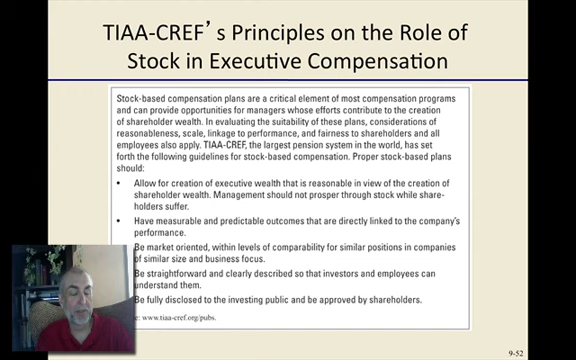 TIAA-CREF's Principles on the Role of
Stock in Executive Compensation
Stock-based compensation plans are a critical element of most compensation programs
and can provide opportunities for managers whose efforts contribute to the creation
of shareholder wealth. In evaluating the suitability of these plans, considerations of
reasonableness, scale, linkage to performance, and fairness to shareholders and all
employees also apply. TIAA-CREF, the largest pension system in the world, has set
forth the following guidelines for stock-based compensation. Proper stock-based plans
should:
• Allow for creation of executive wealth that is reasonable in view of the creation of
shareholder wealth. Management should not prosper through stock while share-
holders suffer.
• Have measurable and predictable outcomes that are directly linked to the company's
performance.
Be market oriented, within levels of comparability for similar positions in companies
of similar size and business focus.
Be straightforward and clearly described so that investors and employees can
understand them.
Be fully disclosed to the investing public and be approved by shareholders.
www.tiaa-cref.org/pubs.
9-52